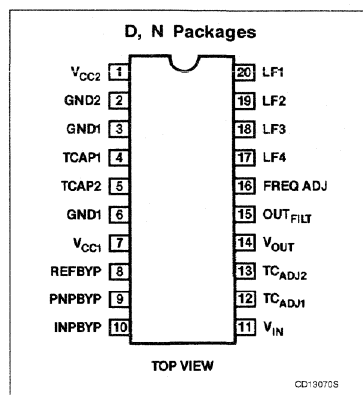 D, N Packages
VCC2 1 20 LF1
GND2 2 19 LF2
GND1 3 18 LF3
TCAP1 4 17 LF4
TCAP2 5 16 FREQ ADJ
GND1 6 15 OUTFILT
VCC1 7 14 VOUT
REFBYP 8 13 TCADJ2
PNPBYP 9 12 TCADJ1
INPBYP 10 11 VIN
TOP VIEW
CD13070S